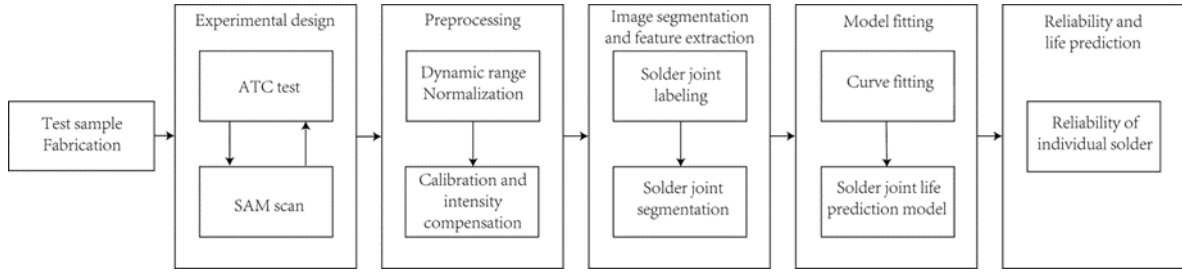 Test sample
Fabrication
Experimental design
ATC test
SAM scan
Preprocessing
Dynamic range
Normalization
Calibration and
intensity
compensation
Image segmentation
and feature extraction
Solder joint
labeling
Solder joint
segmentation
Model fitting
Curve fitting
Solder joint life
prediction model
Reliability and
life prediction
Reliability of
individual solder